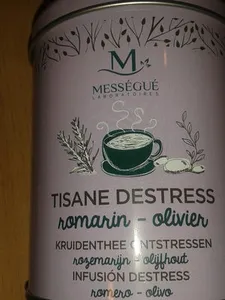 M
MESSÉGUÉ
LABORATOIRES
TISANE DESTRESS
romarin - olivier
KRUIDENTHEE ONTSTRESSEN
rozemarijn - olijfhout
INFUSIÓN DESTRESS
romero - olivo